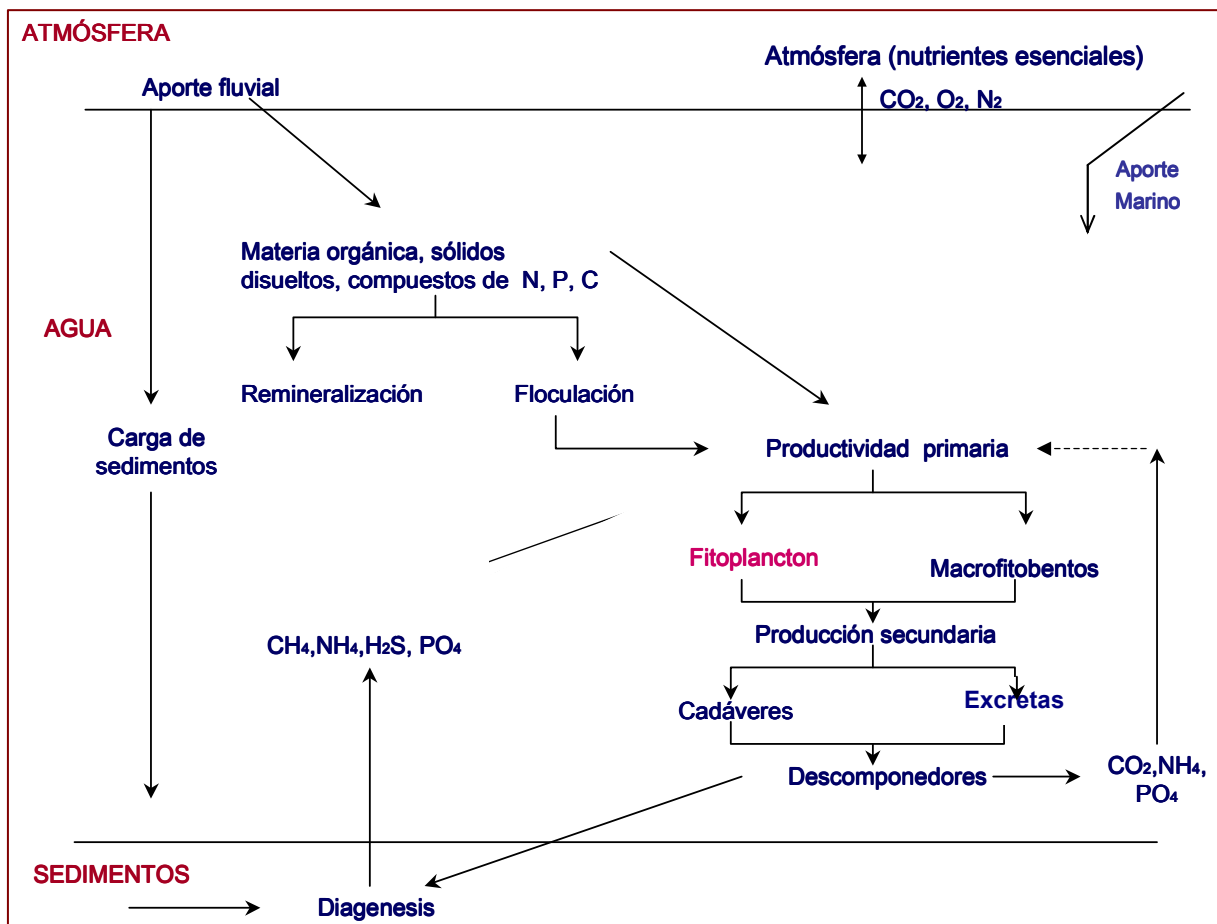 ATMÓSFERA
Atmósfera (nutrientes esenciales)
Aporte fluvial
CO₂, O₂, N₂
Aporte
Marino
Materia orgánica, sólidos
disueltos, compuestos de N, P, C
AGUA
Remineralización
Floculación
Carga de
sedimentos
Productividad primaria
Fitoplancton
Macrofitobentos
Producción secundaria
CH₄,NH₄,H₂S, PO₄
Cadáveres
Excretas
Descomponedores
CO₂,NH₄,
PO₄
SEDIMENTOS
Diagenesis